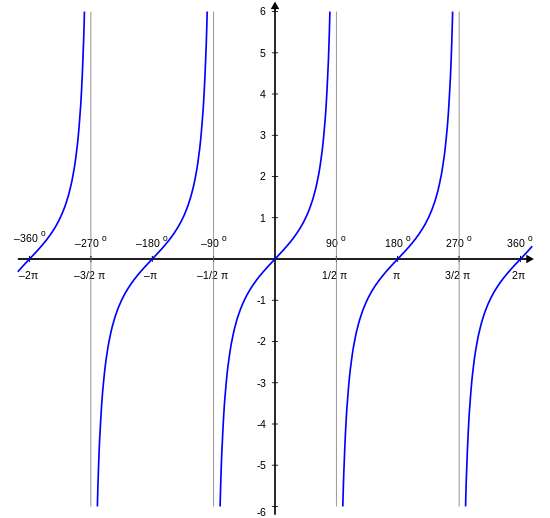 6
5
4
3
2
1
–360 o
–270 o
–180 o
–90 o
90 o
180 o
270 o
360 o
–2π
–3/2 π
–π
–1/2 π
1/2 π
π
3/2 π
2π
-1
-2
-3
-4
-5
-6